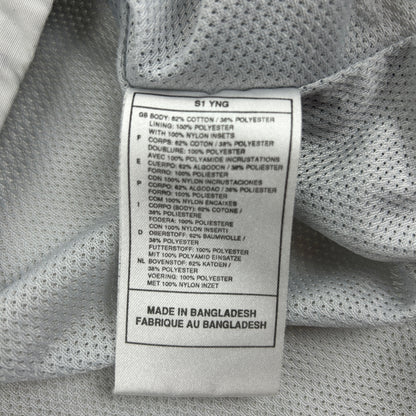 S1 YNG
GB BODY: 62% COTTON / 38% POLYESTER
LINING: 100% POLYESTER
WITH 100% NYLON INSETS
F CORPS: 62% COTON / 38% POLYESTER
DOUBLURE: 100% POLYESTER
AVEC 100% POLYAMIDE INCRUSTATIONS
E CUERPO: 62% ALGODON / 38% POLIESTER
FORRO: 100% POLIESTER
CON 100% NYLON INCRUSTACIONES
P CORPO: 62% ALGODAO / 38% POLIESTER
FORRO: 100% POLIESTER
COM 100% NYLON ENCAIXES
I CORPO (BODY): 62% COTONE /
38% POLIESTERE
FODERA: 100% POLIESTERE
CON 100% NYLON INSERTI
D OBERSTOFF: 62% BAUMWOLLE /
38% POLYESTER
FUTTERSTOFF: 100% POLYESTER
MIT 100% POLYAMID EINSÄTZE
NL BOVENSTOF: 62% KATOEN /
38% POLYESTER
VOERING: 100% POLYESTER
MET 100% NYLON INZET
MADE IN BANGLADESH
FABRIQUE AU BANGLADESH